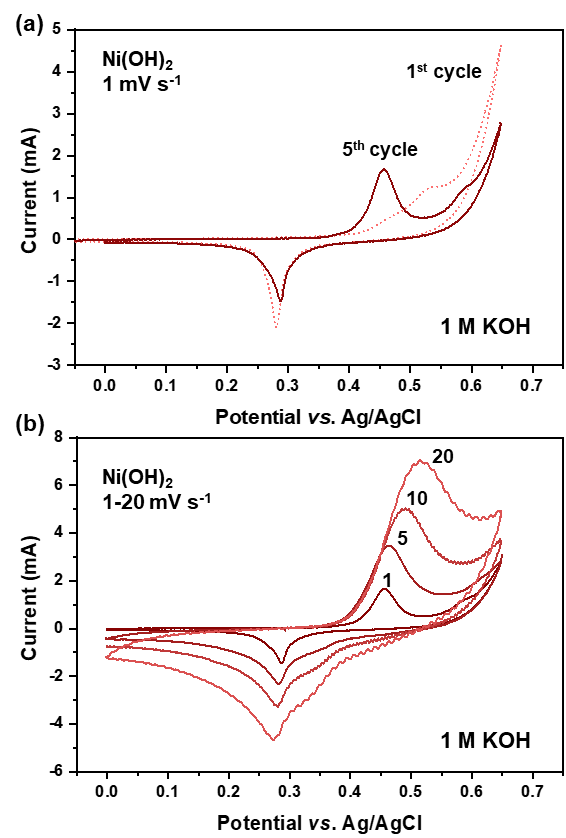 (a)
5
4
3
2
1
0
-1
-2
-3
Current (mA)
Ni(OH)₂
1 mV s⁻¹
1ˢᵗ cycle
5ᵗʰ cycle
1 M KOH
0.0 0.1 0.2 0.3 0.4 0.5 0.6 0.7
Potential vs. Ag/AgCl
(b)
8
6
4
2
0
-2
-4
-6
Current (mA)
Ni(OH)₂
1-20 mV s⁻¹
20
10
5
1
1 M KOH
0.0 0.1 0.2 0.3 0.4 0.5 0.6 0.7
Potential vs. Ag/AgCl